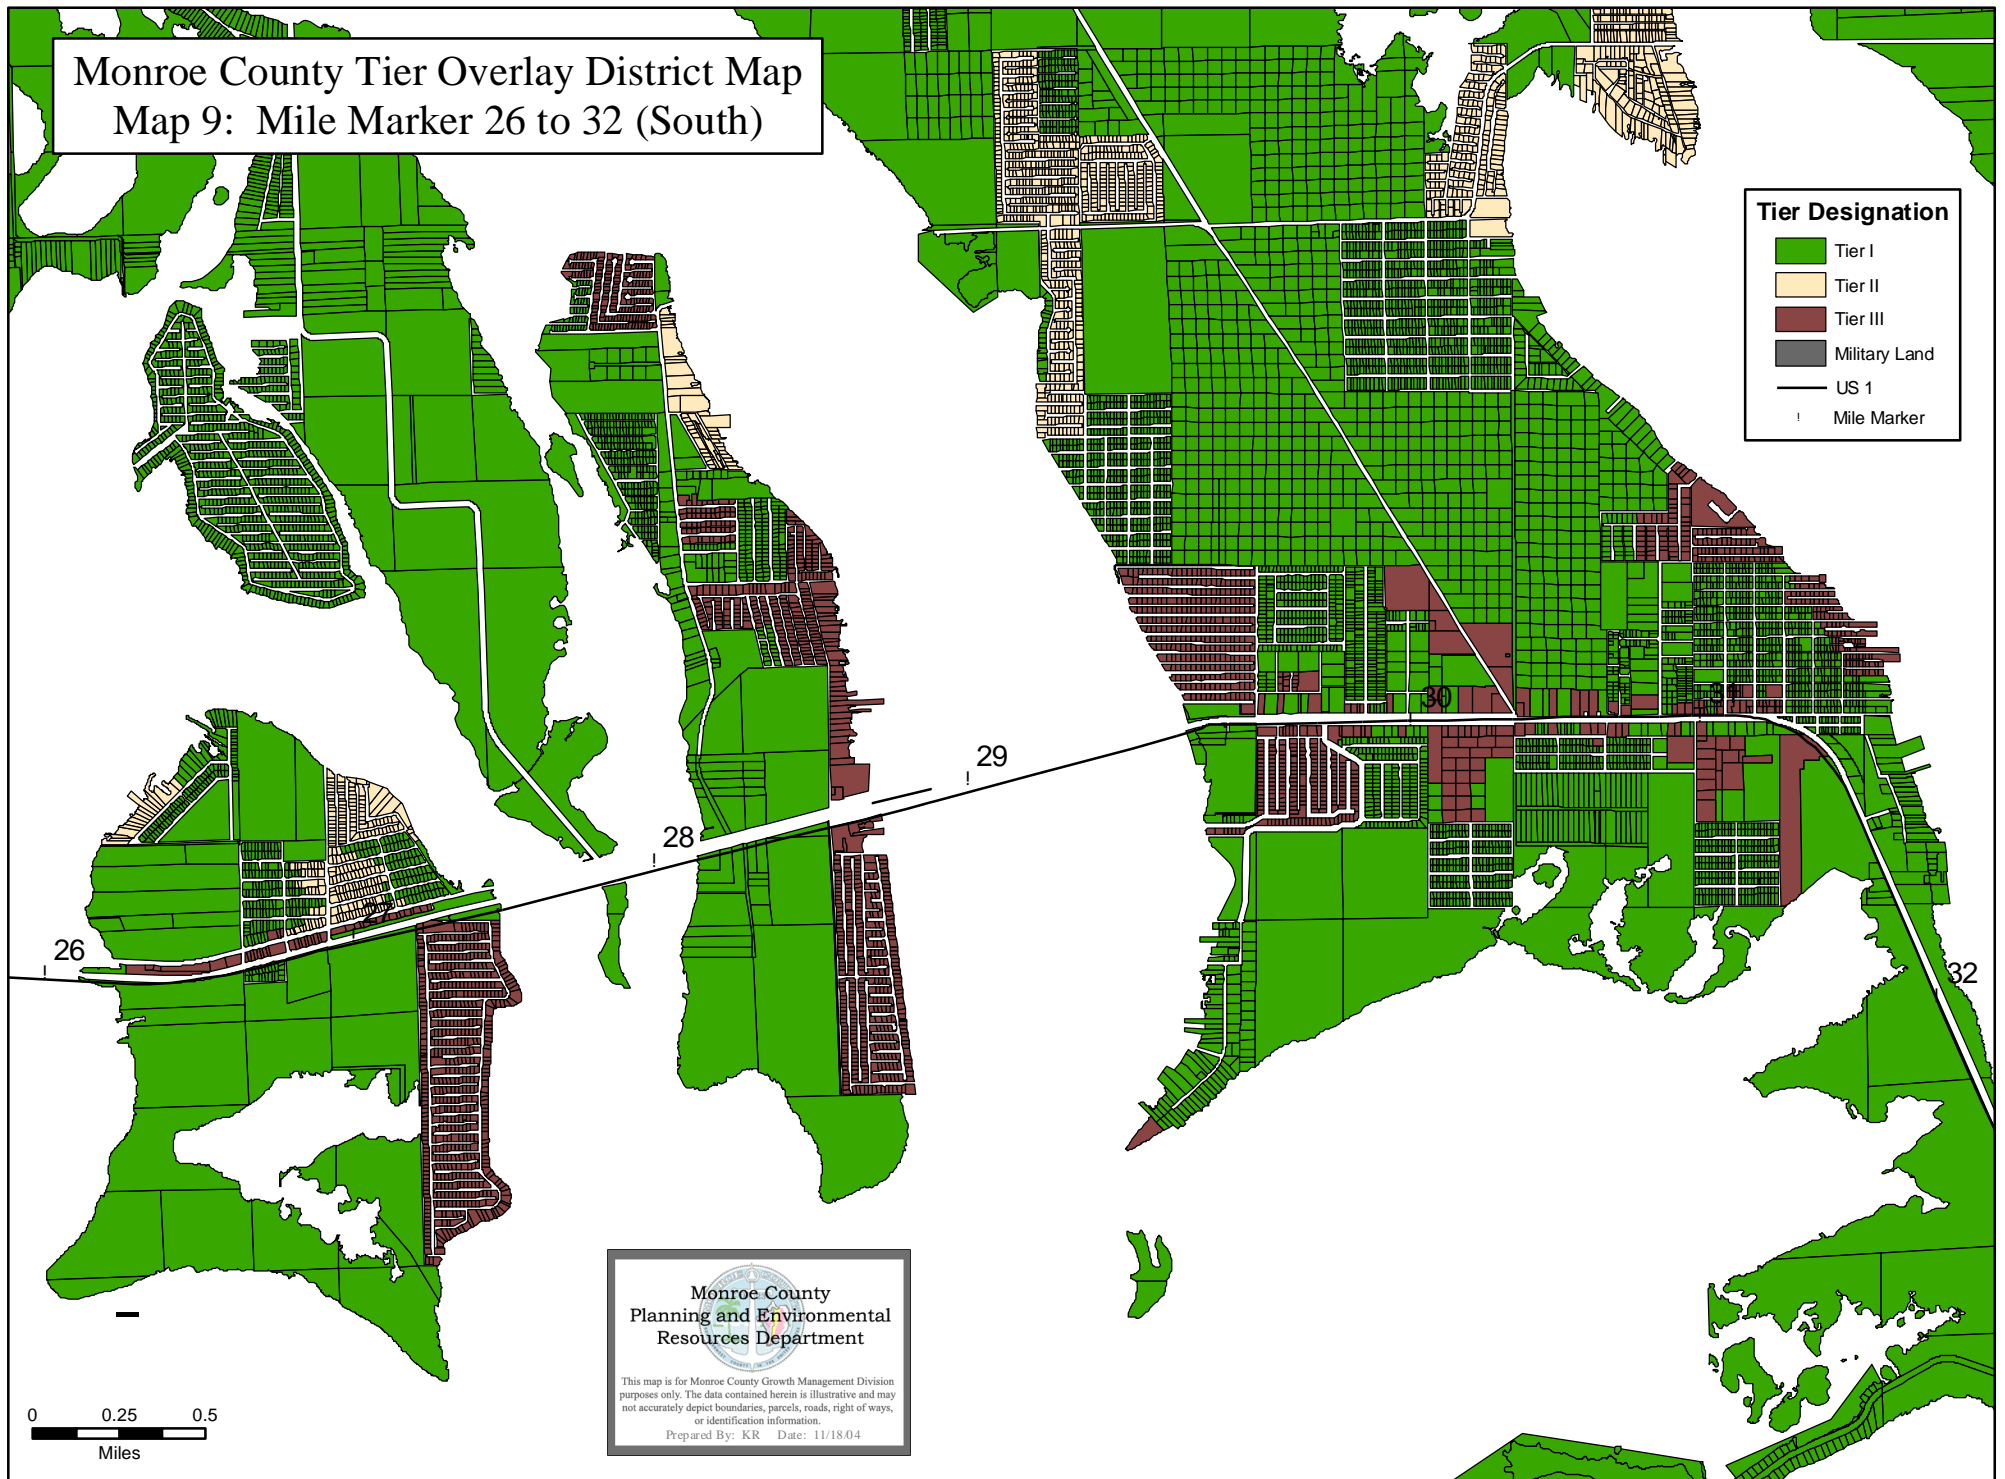 Monroe County Tier Overlay District Map
Map 9: Mile Marker 26 to 32 (South)
Tier Designation
Tier I
Tier II
Tier III
Military Land
US 1
! Mile Marker
30
31
29
28
27
26
32
Monroe County
Planning and Environmental
Resources Department
This map is for Monroe County Growth Management Division
purposes only. The data contained herein is illustrative and may
not accurately depict boundaries, parcels, roads, right of ways,
or identification information.
Prepared By: KR Date: 11/18/04
0 0.25 0.5
Miles